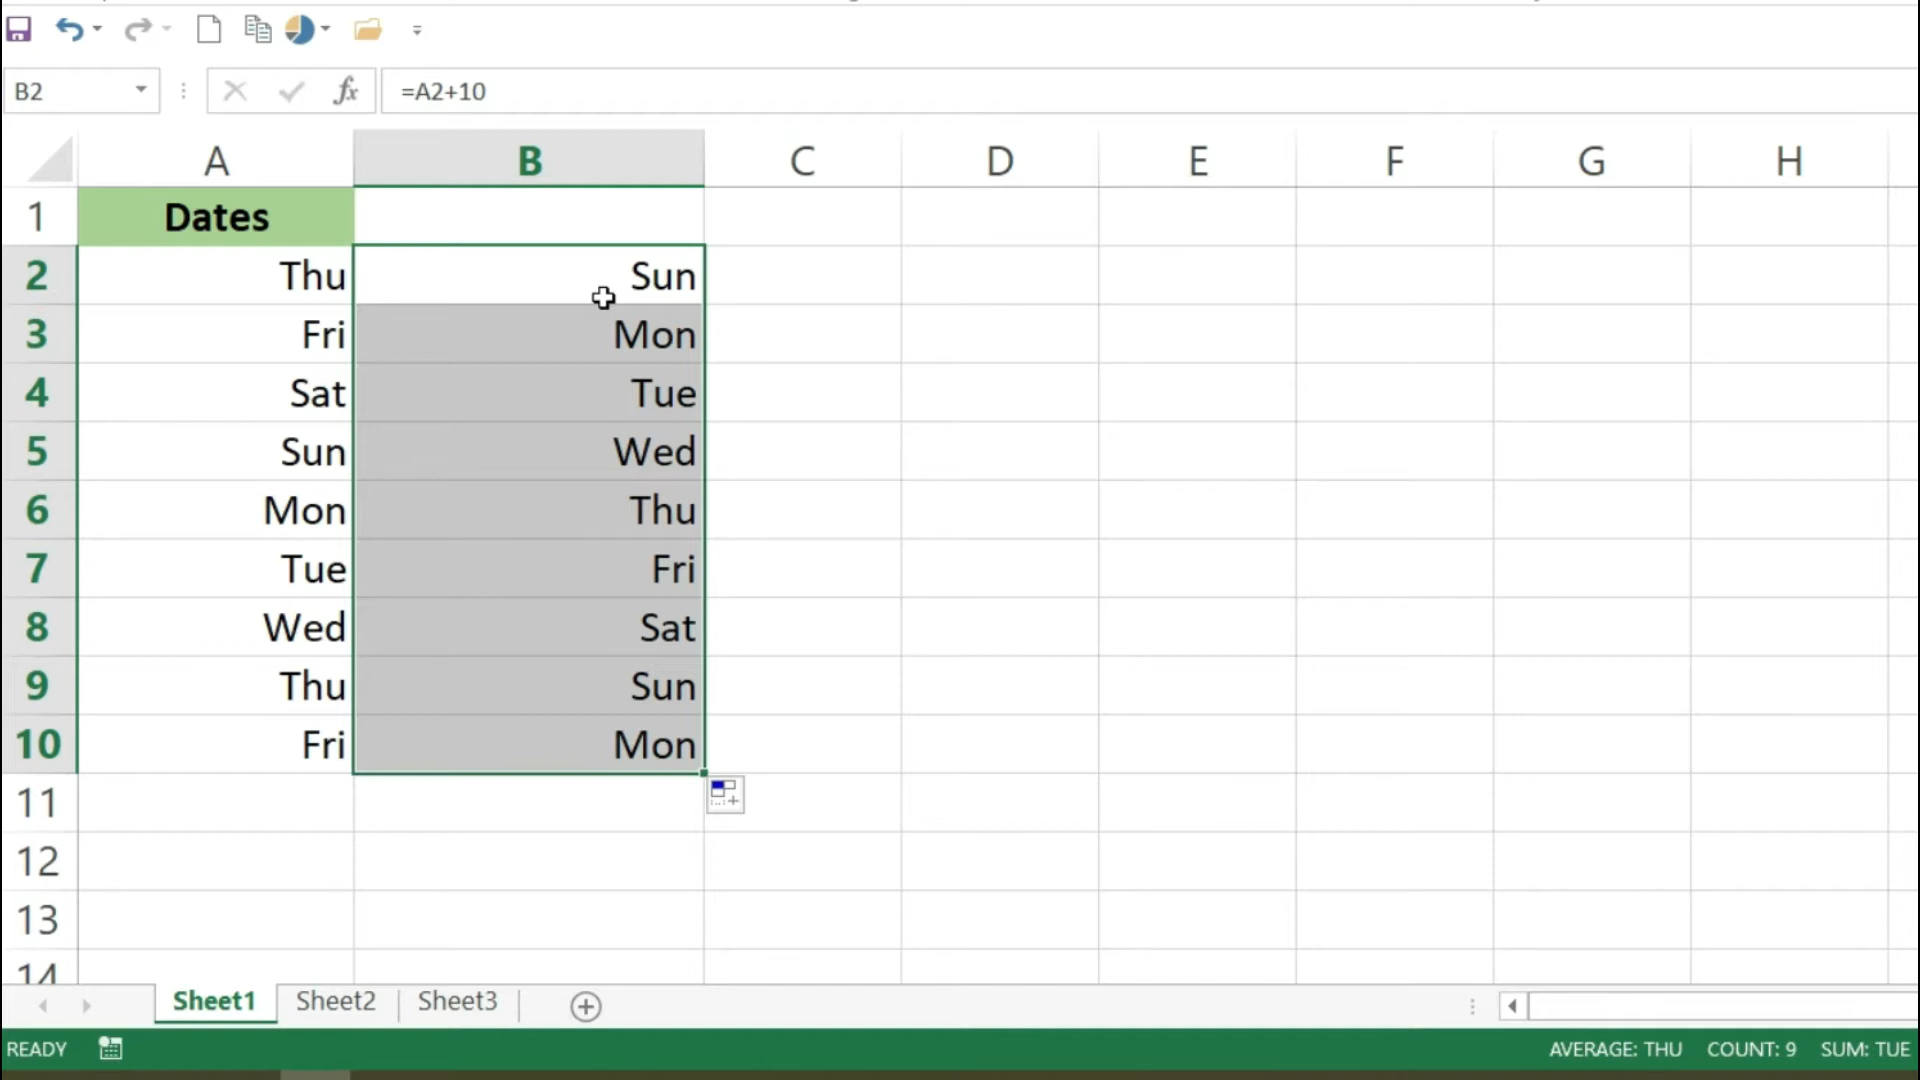 B2 fx =A2+10
A B C D E F G H
1 Dates
2 Thu Sun
3 Fri Mon
4 Sat Tue
5 Sun Wed
6 Mon Thu
7 Tue Fri
8 Wed Sat
9 Thu Sun
10 Fri Mon
11
12
13
14
Sheet1 Sheet2 Sheet3
READY AVERAGE: THU COUNT: 9 SUM: TUE